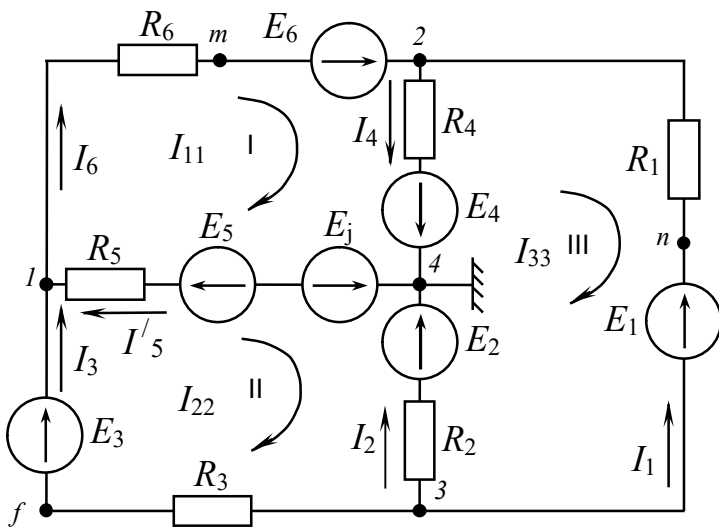 R6 m E6 2
I11 I I4 R4 R1
I6
E5 Ej E4 I33 III n
1 R5 4
I/5 E2 E1
I3
I22 II
E3 I2 R2 I1
R3 3
f